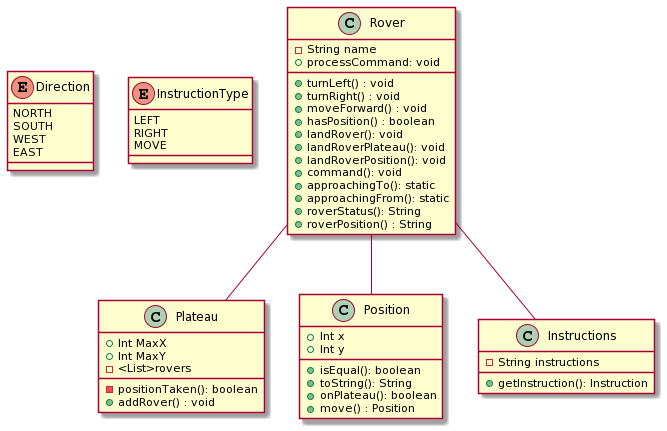 C Rover
String name
processCommand: void
turnLeft() : void
turnRight() : void
moveForward() : void
hasPosition() : boolean
landRover(): void
landRoverPlateau(): void
landRoverPosition(): void
command(): void
approachingTo(): static
approachingFrom(): static
roverStatus(): String
roverPosition() : String
E Direction
NORTH
SOUTH
WEST
EAST
E InstructionType
LEFT
RIGHT
MOVE
C Plateau
Int MaxX
Int MaxY
<List>rovers
positionTaken(): boolean
addRover() : void
C Position
Int x
Int y
isEqual(): boolean
toString(): String
onPlateau(): boolean
move() : Position
C Instructions
String instructions
getInstruction(): Instruction